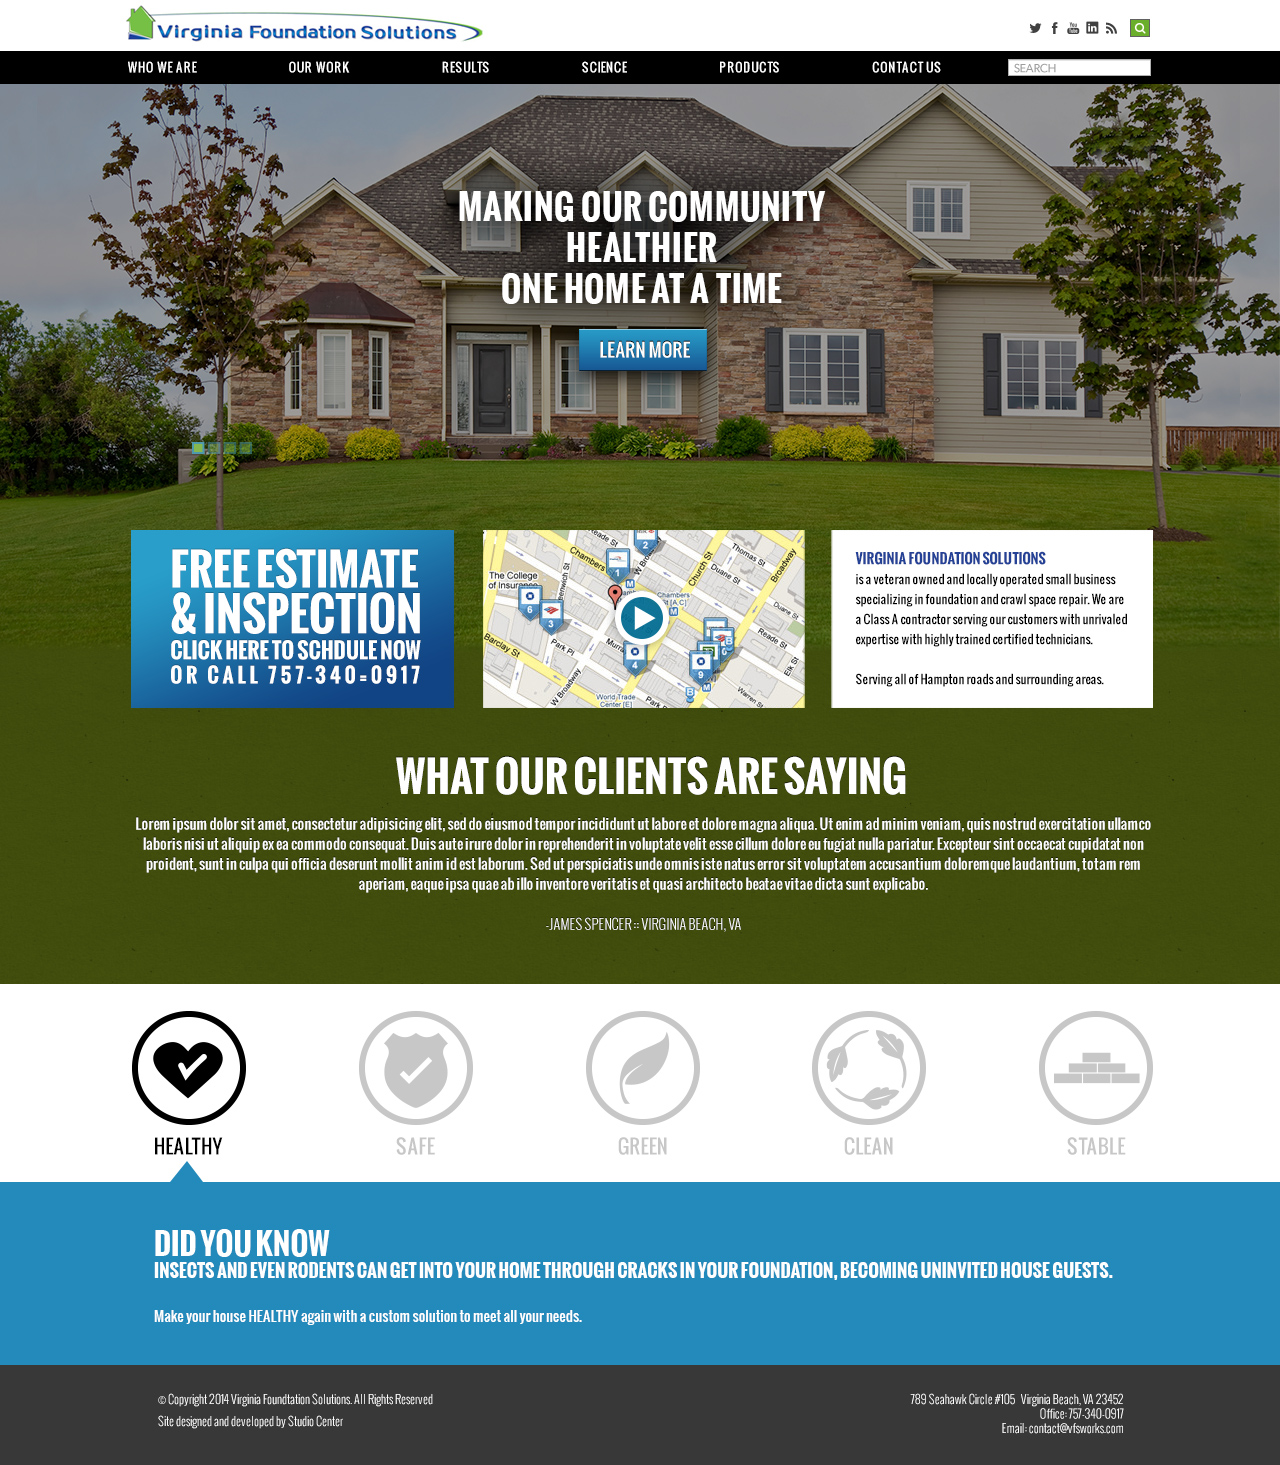 Virginia Foundation Solutions
WHO WE ARE
OUR WORK
RESULTS
SCIENCE
PRODUCTS
CONTACT US
SEARCH
MAKING OUR COMMUNITY
HEALTHIER
ONE HOME AT A TIME
LEARN MORE
FREE ESTIMATE
& INSPECTION
CLICK HERE TO SCHDULE NOW
OR CALL 757-340=0917
Reade St
Chambers
Thomas St
Broadway
Church St
Duane St
The College
of Insurance
Greenwich St
Chambers
St [A,C]
Duane St
Reade St
Barclay St
Park Pl
Murray
Elk St
W Broadway
World Trade
Center [E]
Park Pl
Warren St
VIRGINIA FOUNDATION SOLUTIONS
is a veteran owned and locally operated small business
specializing in foundation and crawl space repair. We are
a Class A contractor serving our customers with unrivaled
expertise with highly trained certified technicians.
Serving all of Hampton roads and surrounding areas.
WHAT OUR CLIENTS ARE SAYING
Lorem ipsum dolor sit amet, consectetur adipisicing elit, sed do eiusmod tempor incididunt ut labore et dolore magna aliqua. Ut enim ad minim veniam, quis nostrud exercitation ullamco
laboris nisi ut aliquip ex ea commodo consequat. Duis aute irure dolor in reprehenderit in voluptate velit esse cillum dolore eu fugiat nulla pariatur. Excepteur sint occaecat cupidatat non
proident, sunt in culpa qui officia deserunt mollit anim id est laborum. Sed ut perspiciatis unde omnis iste natus error sit voluptatem accusantium doloremque laudantium, totam rem
aperiam, eaque ipsa quae ab illo inventore veritatis et quasi architecto beatae vitae dicta sunt explicabo.
-JAMES SPENCER :: VIRGINIA BEACH, VA
HEALTHY
SAFE
GREEN
CLEAN
STABLE
DID YOU KNOW
INSECTS AND EVEN RODENTS CAN GET INTO YOUR HOME THROUGH CRACKS IN YOUR FOUNDATION, BECOMING UNINVITED HOUSE GUESTS.
Make your house HEALTHY again with a custom solution to meet all your needs.
© Copyright 2014 Virginia Foundtation Solutions. All Rights Reserved
Site designed and developed by Studio Center
789 Seahawk Circle #105 Virginia Beach, VA 23452
Office: 757-340-0917
Email: contact@vfsworks.com